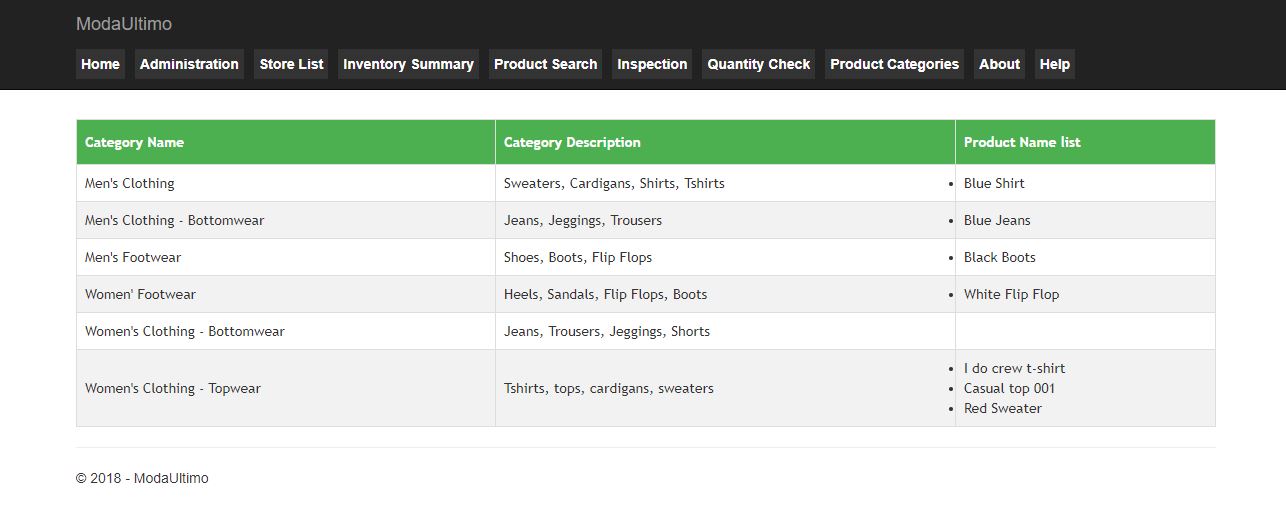 ModaUltimo
Home Administration Store List Inventory Summary Product Search Inspection Quantity Check Product Categories About Help
Category Name Category Description Product Name list
Men's Clothing Sweaters, Cardigans, Shirts, Tshirts • Blue Shirt
Men's Clothing - Bottomwear Jeans, Jeggings, Trousers • Blue Jeans
Men's Footwear Shoes, Boots, Flip Flops • Black Boots
Women' Footwear Heels, Sandals, Flip Flops, Boots • White Flip Flop
Women's Clothing - Bottomwear Jeans, Trousers, Jeggings, Shorts
Women's Clothing - Topwear Tshirts, tops, cardigans, sweaters • I do crew t-shirt
• Casual top 001
• Red Sweater
© 2018 - ModaUltimo